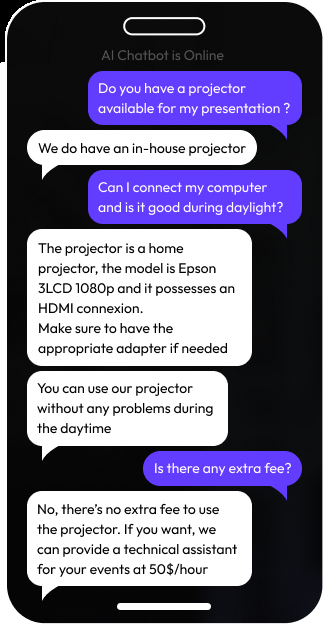 AI Chatbot is Online
Do you have a projector
available for my presentation ?
We do have an in-house projector
Can I connect my computer
and is it good during daylight?
The projector is a home
projector, the model is Epson
3LCD 1080p and it possesses an
HDMI connexion.
Make sure to have the
appropriate adapter if needed
You can use our projector
without any problems during
the daytime
Is there any extra fee?
No, there’s no extra fee to use
the projector. If you want, we
can provide a technical assistant
for your events at 50$/hour